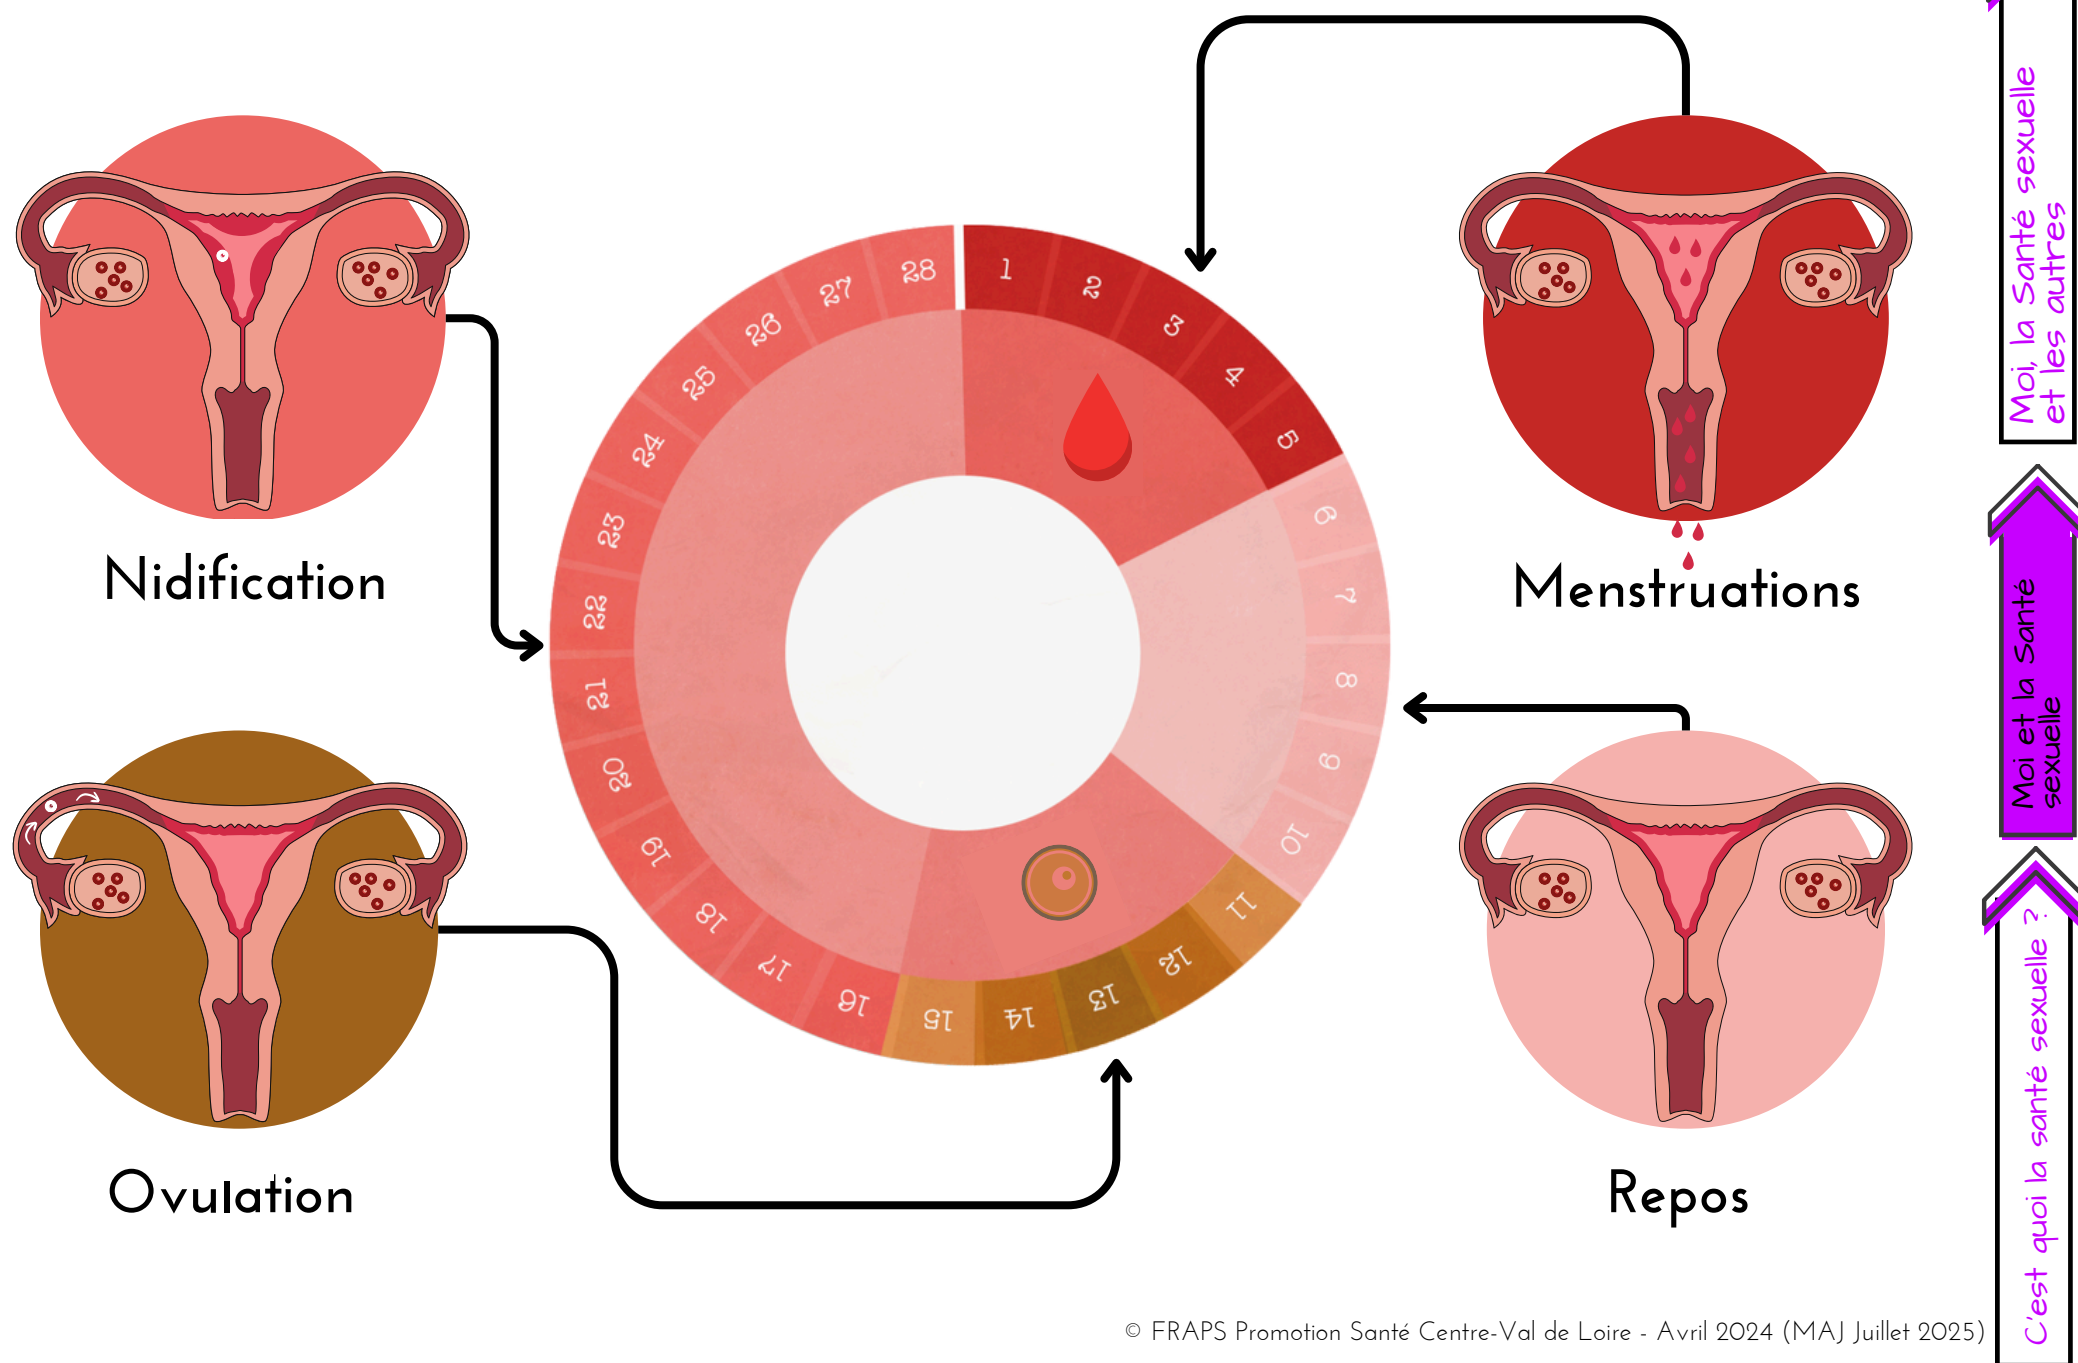 Nidification
Menstruations
Ovulation
Repos
1
2
3
4
5
6
7
8
9
10
11
12
13
14
15
16
17
18
19
20
21
22
23
24
25
26
27
28
Moi, la Santé sexuelle
et les autres
Moi et la Santé
sexuelle
C'est quoi la santé sexuelle ?
© FRAPS Promotion Santé Centre-Val de Loire - Avril 2024 (MAJ Juillet 2025)